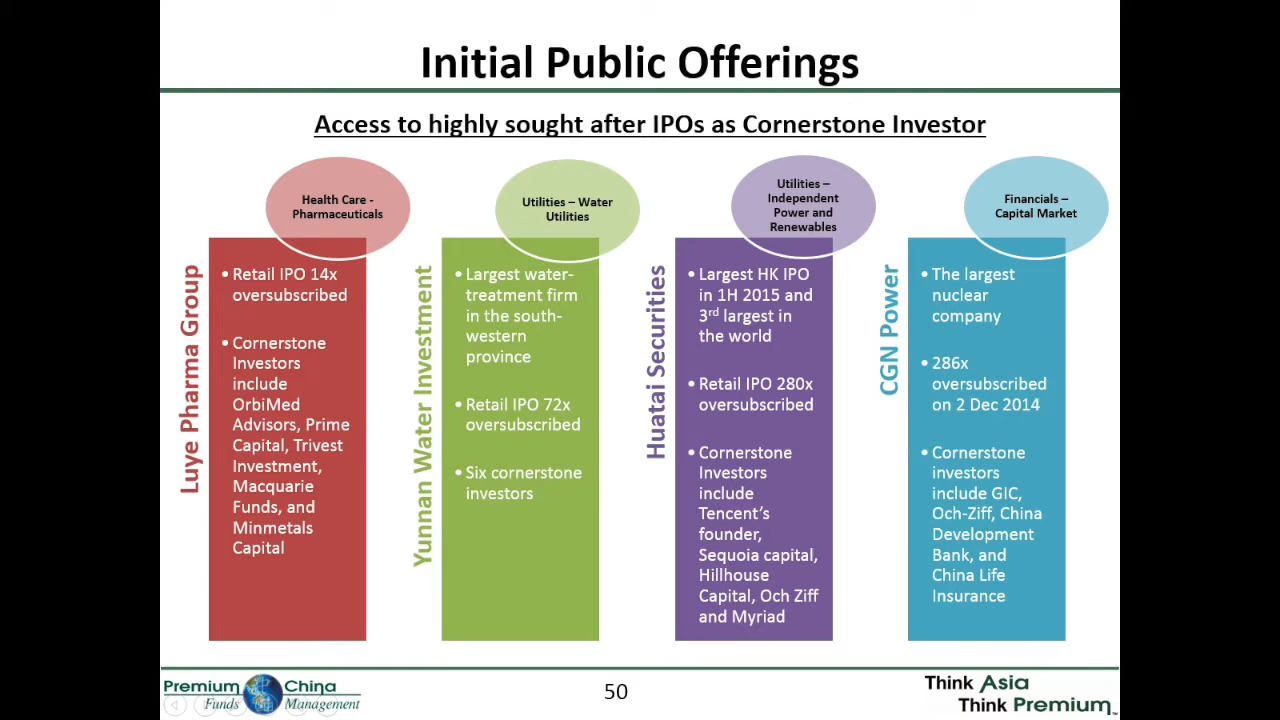 Initial Public Offerings
Access to highly sought after IPOs as Cornerstone Investor
Health Care -
Pharmaceuticals
Luye Pharma Group
• Retail IPO 14x
oversubscribed
• Cornerstone
Investors
include
OrbiMed
Advisors, Prime
Capital, Trivest
Investment,
Macquarie
Funds, and
Minmetals
Capital
Utilities – Water
Utilities
Yunnan Water Investment
• Largest water-
treatment firm
in the south-
western
province
• Retail IPO 72x
oversubscribed
• Six cornerstone
investors
Utilities –
Independent
Power and
Renewables
Huatai Securities
• Largest HK IPO
in 1H 2015 and
3rd largest in
the world
• Retail IPO 280x
oversubscribed
• Cornerstone
Investors
include
Tencent's
founder,
Sequoia capital,
Hillhouse
Capital, Och Ziff
and Myriad
Financials –
Capital Market
CGN Power
• The largest
nuclear
company
• 286x
oversubscribed
on 2 Dec 2014
• Cornerstone
investors
include GIC,
Och-Ziff, China
Development
Bank, and
China Life
Insurance
Premium China
Funds Management
50
Think Asia
Think Premium™